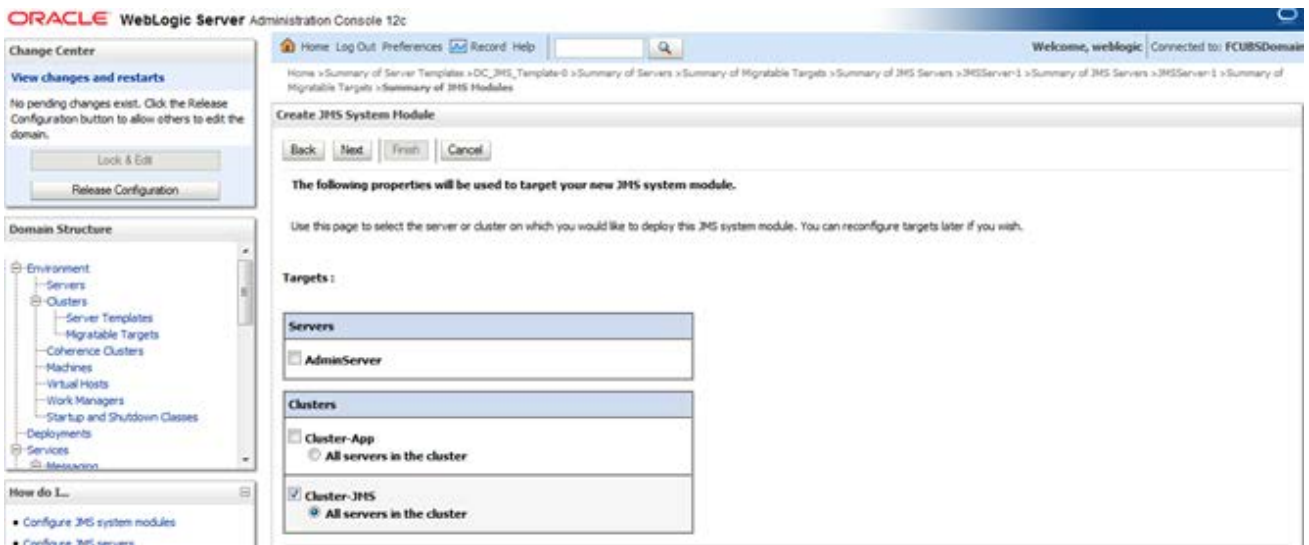 ORACLE WebLogic Server Administration Console 12c
Change Center
View changes and restarts
No pending changes exist. Click the Release
Configuration button to allow others to edit the
domain.
Lock & Edit
Release Configuration
Domain Structure
Environment
Servers
Clusters
Server Templates
Migratable Targets
Coherence Clusters
Machines
Virtual Hosts
Work Managers
Startup and Shutdown Classes
Deployments
Services
Messaging
How do I...
Configure JMS system modules
Configure JMS servers
Home Log Out Preferences Record Help
Welcome, weblogic Connected to: FCUBSDomain
Home >Summary of Server Templates >DC_JMS_Template-0 >Summary of Servers >Summary of Migratable Targets >Summary of JMS Servers >JMSServer-1 >Summary of JMS Servers >JMSServer-1 >Summary of
Migratable Targets >Summary of JMS Modules
Create JMS System Module
Back Next Finish Cancel
The following properties will be used to target your new JMS system module.
Use this page to select the server or cluster on which you would like to deploy this JMS system module. You can reconfigure targets later if you wish.
Targets :
Servers
AdminServer
Clusters
Cluster-App
All servers in the cluster
Cluster-JMS
All servers in the cluster